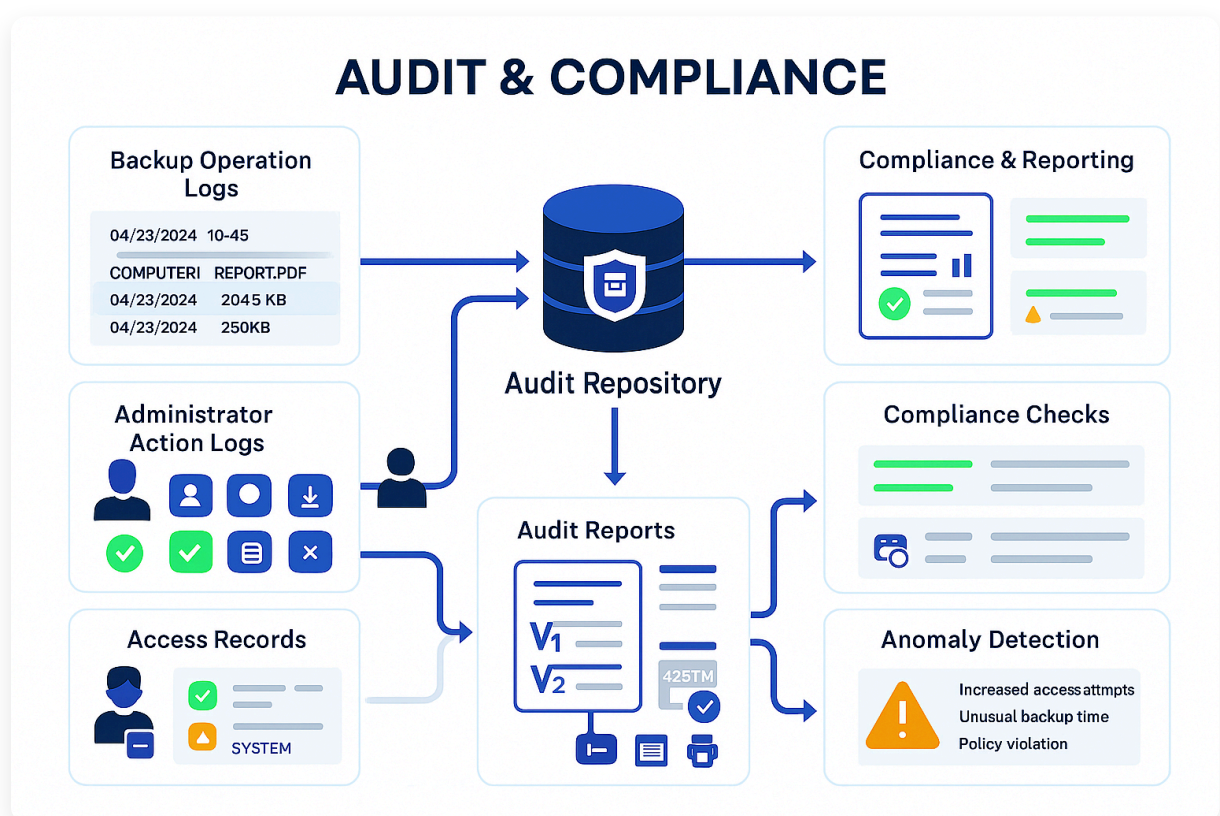 AUDIT & COMPLIANCE
Backup Operation
Logs
04/23/2024 10-45
COMPUTERI REPORT.PDF
04/23/2024 2045 KB
04/23/2024 250KB
Administrator
Action Logs
Access Records
SYSTEM
Audit Repository
Audit Reports
V1
V2
425TM
Compliance & Reporting
Compliance Checks
Anomaly Detection
Increased access attmpts
Unusual backup time
Policy violation